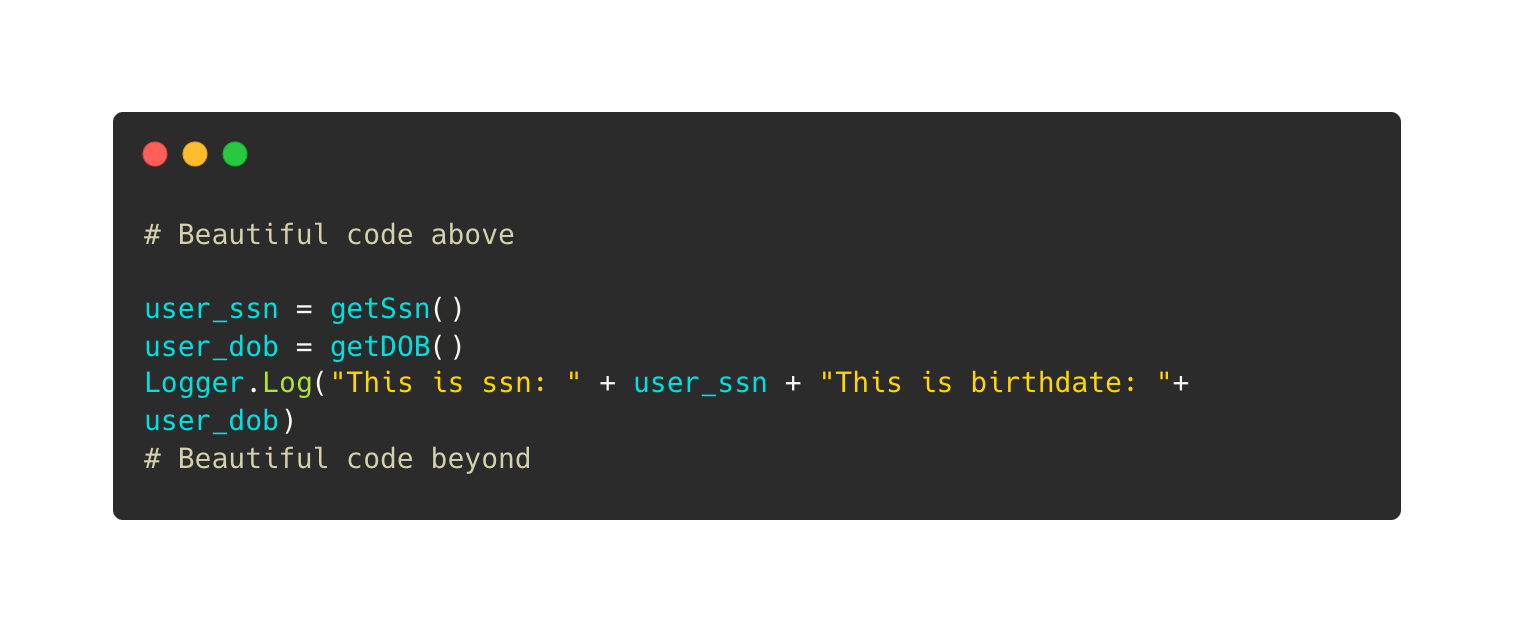 # Beautiful code above
user_ssn = getSsn()
user_dob = getDOB()
Logger.Log("This is ssn: " + user_ssn + "This is birthdate: "+
user_dob)
# Beautiful code beyond